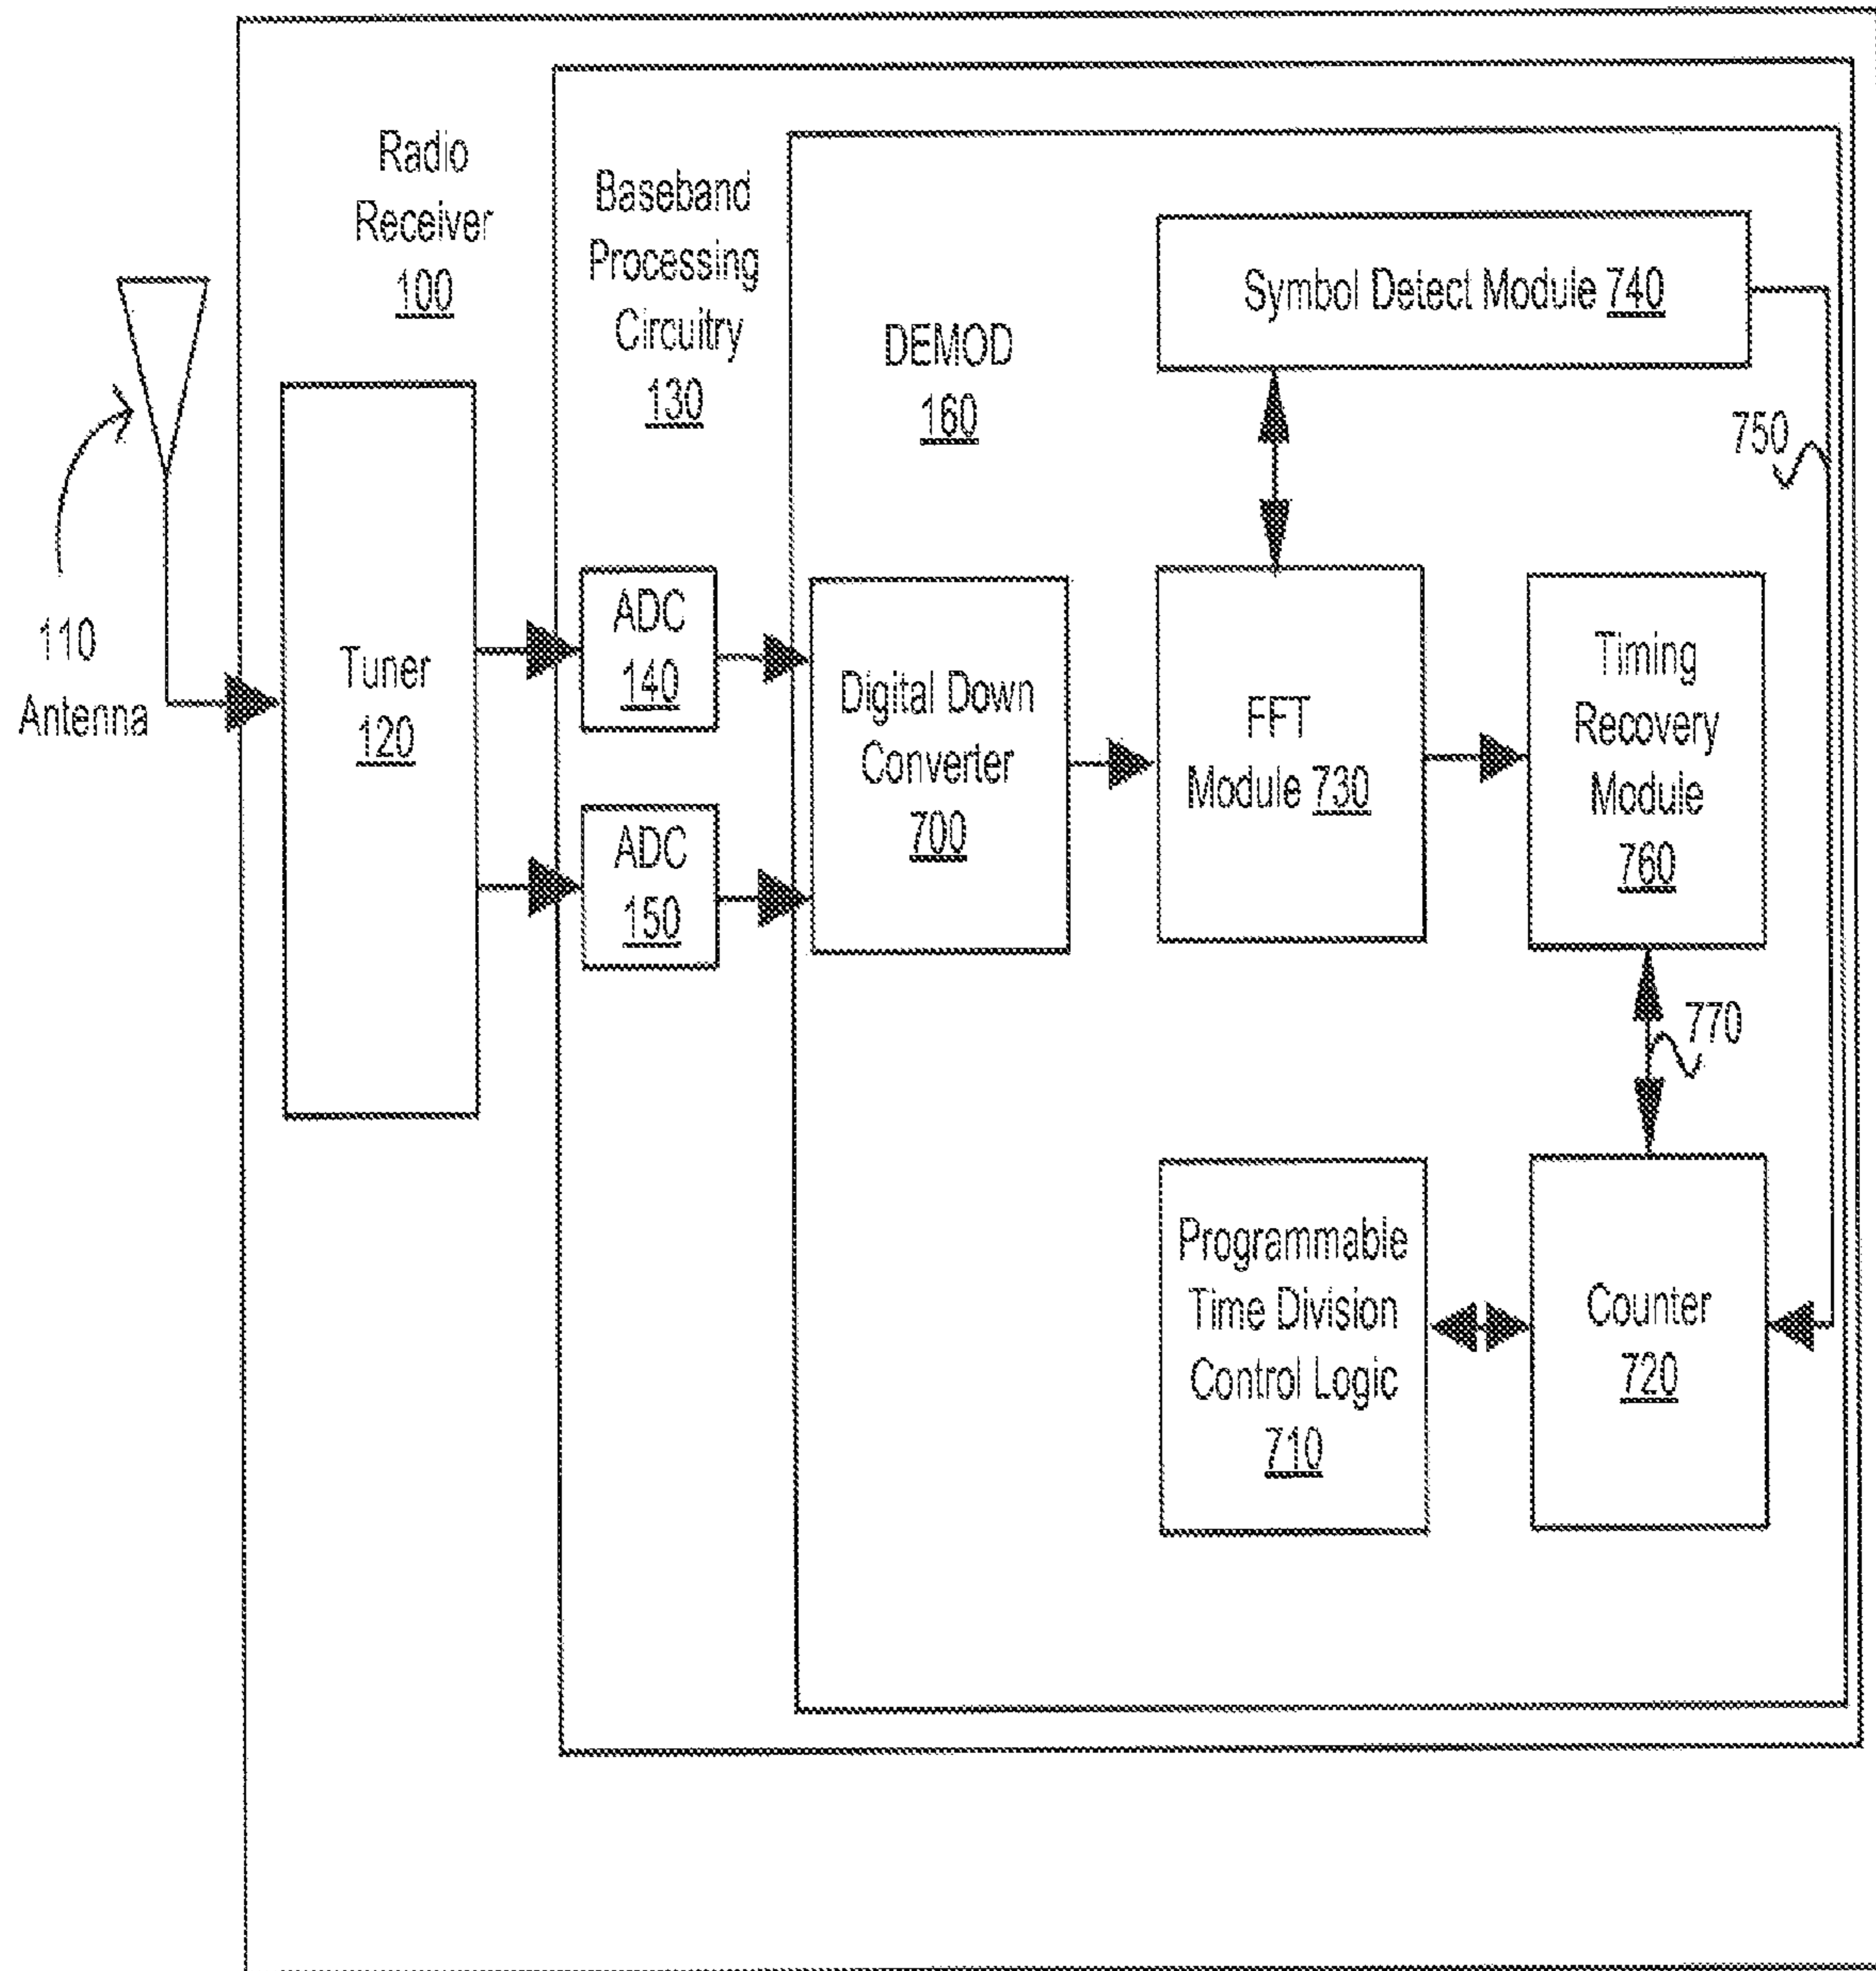 Radio
Receiver
100
Baseband
Processing
Circuitry
130
DEMOD
160
Symbol Detect Module 740
750
110
Antenna
Tuner
120
ADC
140
ADC
150
Digital Down
Converter
700
FFT
Module 730
Timing
Recovery
Module
760
770
Programmable
Time Division
Control Logic
710
Counter
720